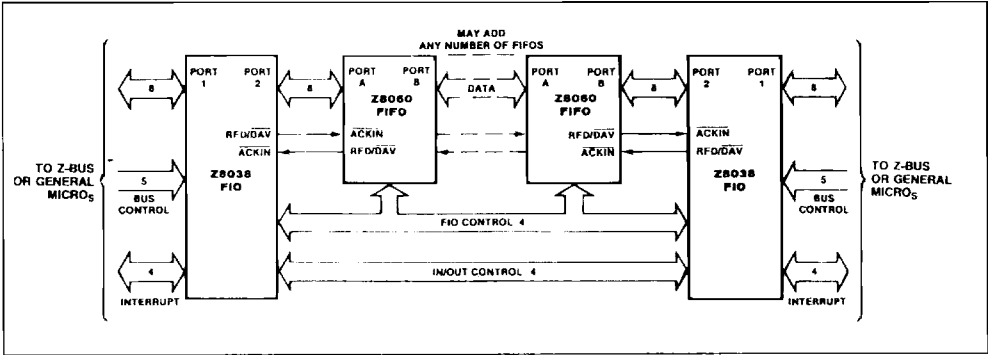 MAY ADD
ANY NUMBER OF FIFOS
PORT
1
PORT
2
PORT
A
PORT
B
PORT
A
PORT
B
PORT
2
PORT
1
8
8
DATA
8
8
Z8060
FIFO
Z8060
FIFO
RFD/DAV
ACKIN
RFD/DAV
ACKIN
ACKIN
RFD/DAV
ACKIN
RFD/DAV
TO Z-BUS
OR GENERAL
MICROS
5
BUS
CONTROL
Z8038
FIO
Z8038
FIO
5
BUS
CONTROL
TO Z-BUS
OR GENERAL
MICROS
FIO CONTROL 4
4
IN/OUT CONTROL 4
4
INTERRUPT
INTERRUPT